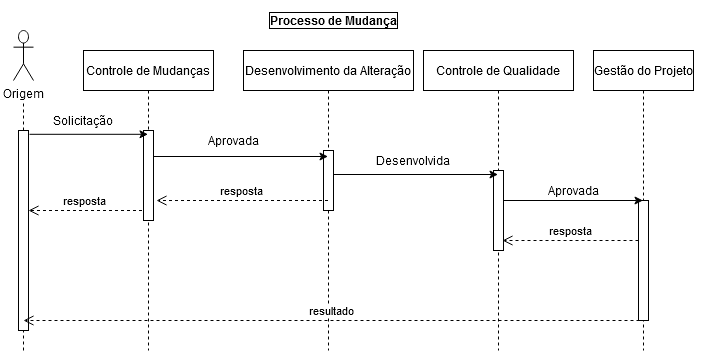 Processo de Mudança
Origem
Controle de Mudanças
Desenvolvimento da Alteração
Controle de Qualidade
Gestão do Projeto
Solicitação
Aprovada
Desenvolvida
Aprovada
resposta
resposta
resposta
resultado